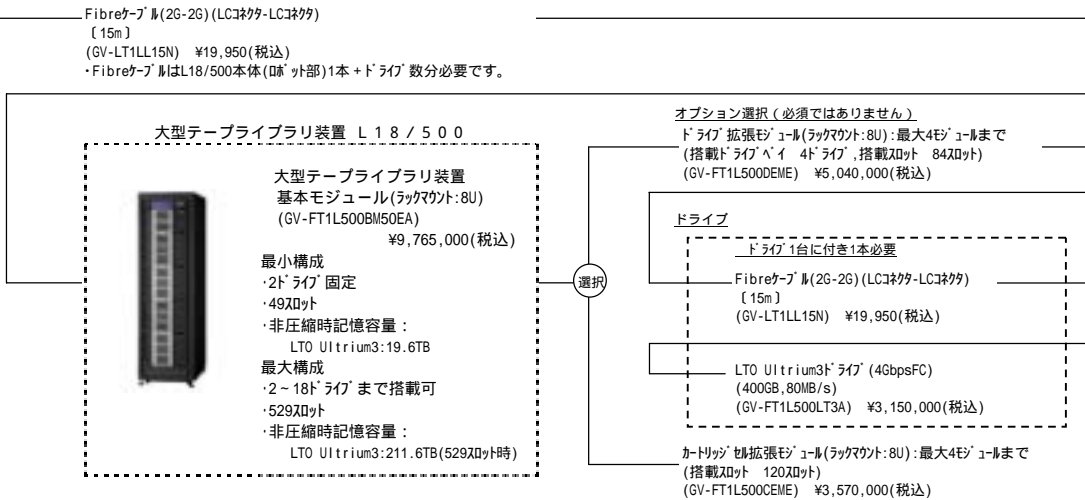 Fibreｹｰﾌﾞﾙ(2G-2G)(LCｺﾈｸﾀ-LCｺﾈｸﾀ)
〔15m〕
(GV-LT1LL15N) ¥19,950(税込)
･FibreｹｰﾌﾞﾙはL18/500本体(ﾛﾎﾞｯﾄ部)1本+ﾄﾞﾗｲﾌﾞ数分必要です。
大型テープライブラリ装置 Ｌ１８/５００
大型テープライブラリ装置
基本モジュール(ﾗｯｸﾏｳﾝﾄ:8U)
(GV-FT1L500BM50EA)
¥9,765,000(税込)
最小構成
･2ﾄﾞﾗｲﾌﾞ固定
･49ｽﾛｯﾄ
･非圧縮時記憶容量：
LTO Ultrium3:19.6TB
最大構成
･2～18ﾄﾞﾗｲﾌﾞまで搭載可
･529ｽﾛｯﾄ
･非圧縮時記憶容量：
LTO Ultrium3:211.6TB(529ｽﾛｯﾄ時)
選択
オプション選択(必須ではありません)
ﾄﾞﾗｲﾌﾞ拡張ﾓｼﾞｭｰﾙ(ﾗｯｸﾏｳﾝﾄ:8U):最大4ﾓｼﾞｭｰﾙまで
(搭載ﾄﾞﾗｲﾌﾞﾍﾞｲ 4ﾄﾞﾗｲﾌﾞ,搭載ｽﾛｯﾄ 84ｽﾛｯﾄ)
(GV-FT1L500DEME) ¥5,040,000(税込)
ドライブ
ﾄﾞﾗｲﾌﾞ1台に付き1本必要
Fibreｹｰﾌﾞﾙ(2G-2G)(LCｺﾈｸﾀ-LCｺﾈｸﾀ)
〔15m〕
(GV-LT1LL15N) ¥19,950(税込)
LTO Ultrium3ﾄﾞﾗｲﾌﾞ(4GbpsFC)
(400GB,80MB/s)
(GV-FT1L500LT3A) ¥3,150,000(税込)
ｶｰﾄﾘｯｼﾞｾﾙ拡張ﾓｼﾞｭｰﾙ(ﾗｯｸﾏｳﾝﾄ:8U):最大4ﾓｼﾞｭｰﾙまで
(搭載ｽﾛｯﾄ 120ｽﾛｯﾄ)
(GV-FT1L500CEME) ¥3,570,000(税込)